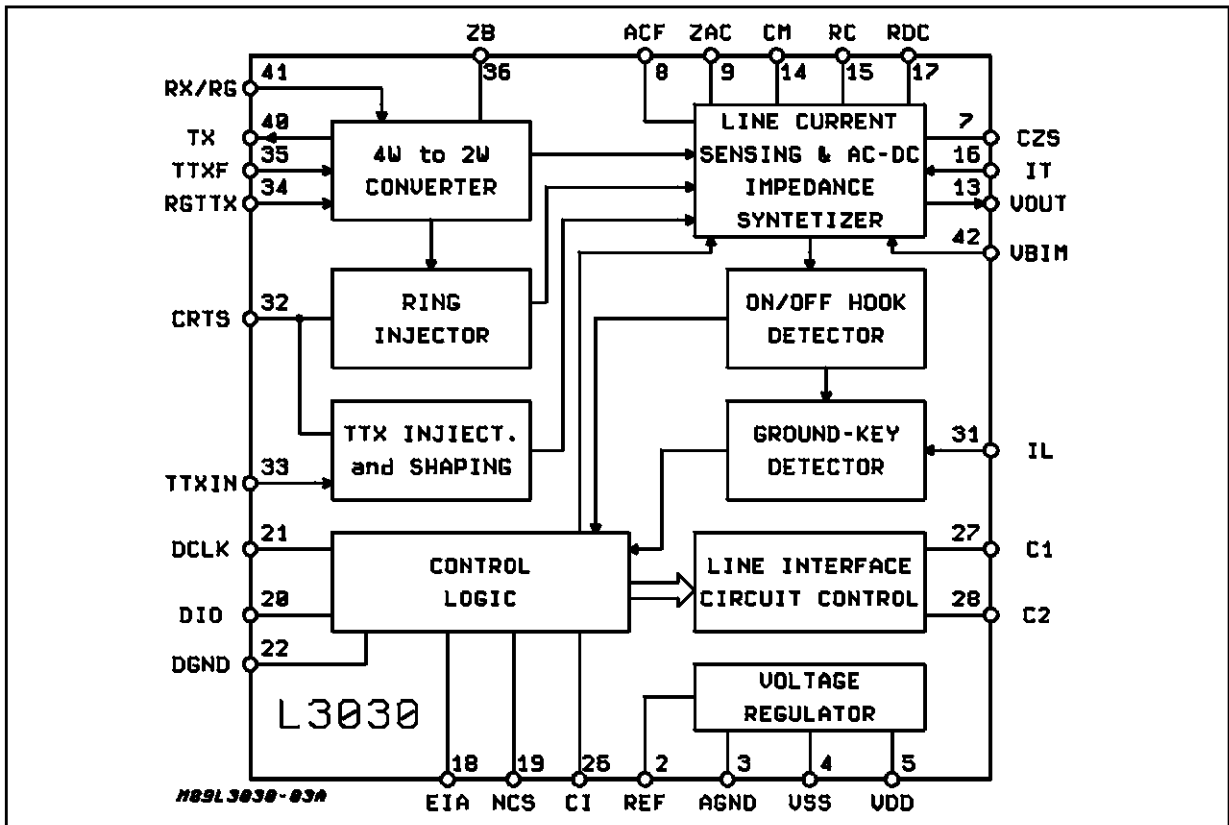 ZB ACF ZAC CM RC RDC
36 8 9 14 15 17
41
RX/RG
40
TX
35
TTXF
34
RGTTX
4W to 2W
CONVERTER
LINE CURRENT
SENSING & AC-DC
IMPEDANCE
SYNTETIZER
7
CZS
16
IT
13
VOUT
42
VBIM
32
CRTS
RING
INJECTOR
ON/OFF HOOK
DETECTOR
TTX INJIECT.
and SHAPING
33
TTXIN
GROUND-KEY
DETECTOR
31
IL
21
DCLK
20
DIO
22
DGND
CONTROL
LOGIC
LINE INTERFACE
CIRCUIT CONTROL
27
C1
28
C2
VOLTAGE
REGULATOR
L3030
18 19 26 2 3 4 5
EIA NCS CI REF AGND VSS VDD
M89L3030-03A